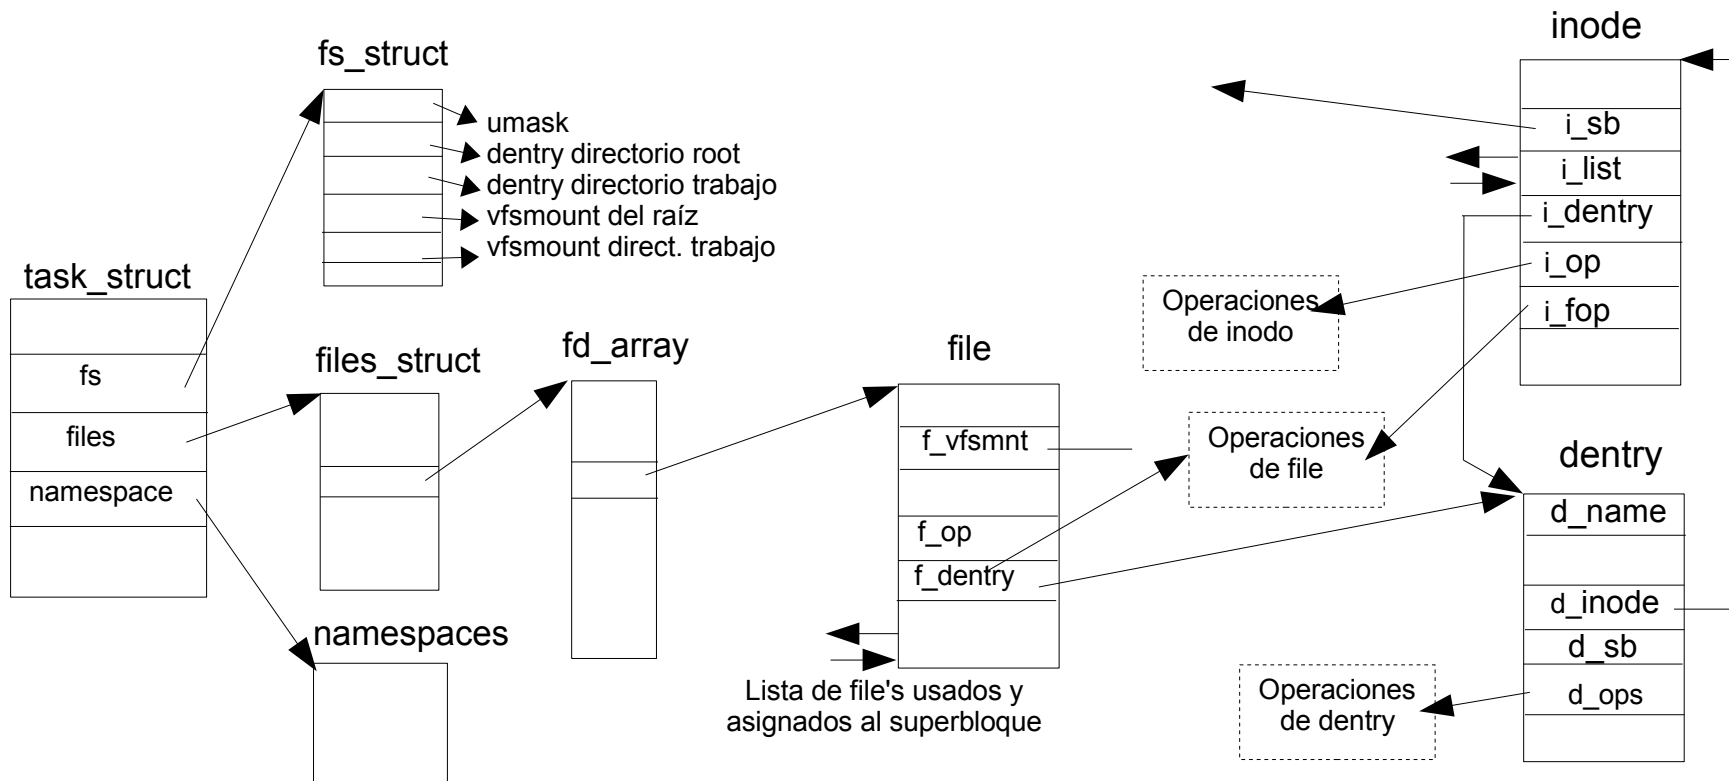 fs_struct
umask
dentry directorio root
dentry directorio trabajo
vfsmount del raíz
vfsmount direct. trabajo
task_struct
fs
files
namespace
files_struct
fd_array
namespaces
file
f_vfsmnt
f_op
f_dentry
Lista de file's usados y
asignados al superbloque
inode
i_sb
i_list
i_dentry
i_op
i_fop
Operaciones
de inodo
Operaciones
de file
dentry
d_name
d_inode
d_sb
d_ops
Operaciones
de dentry